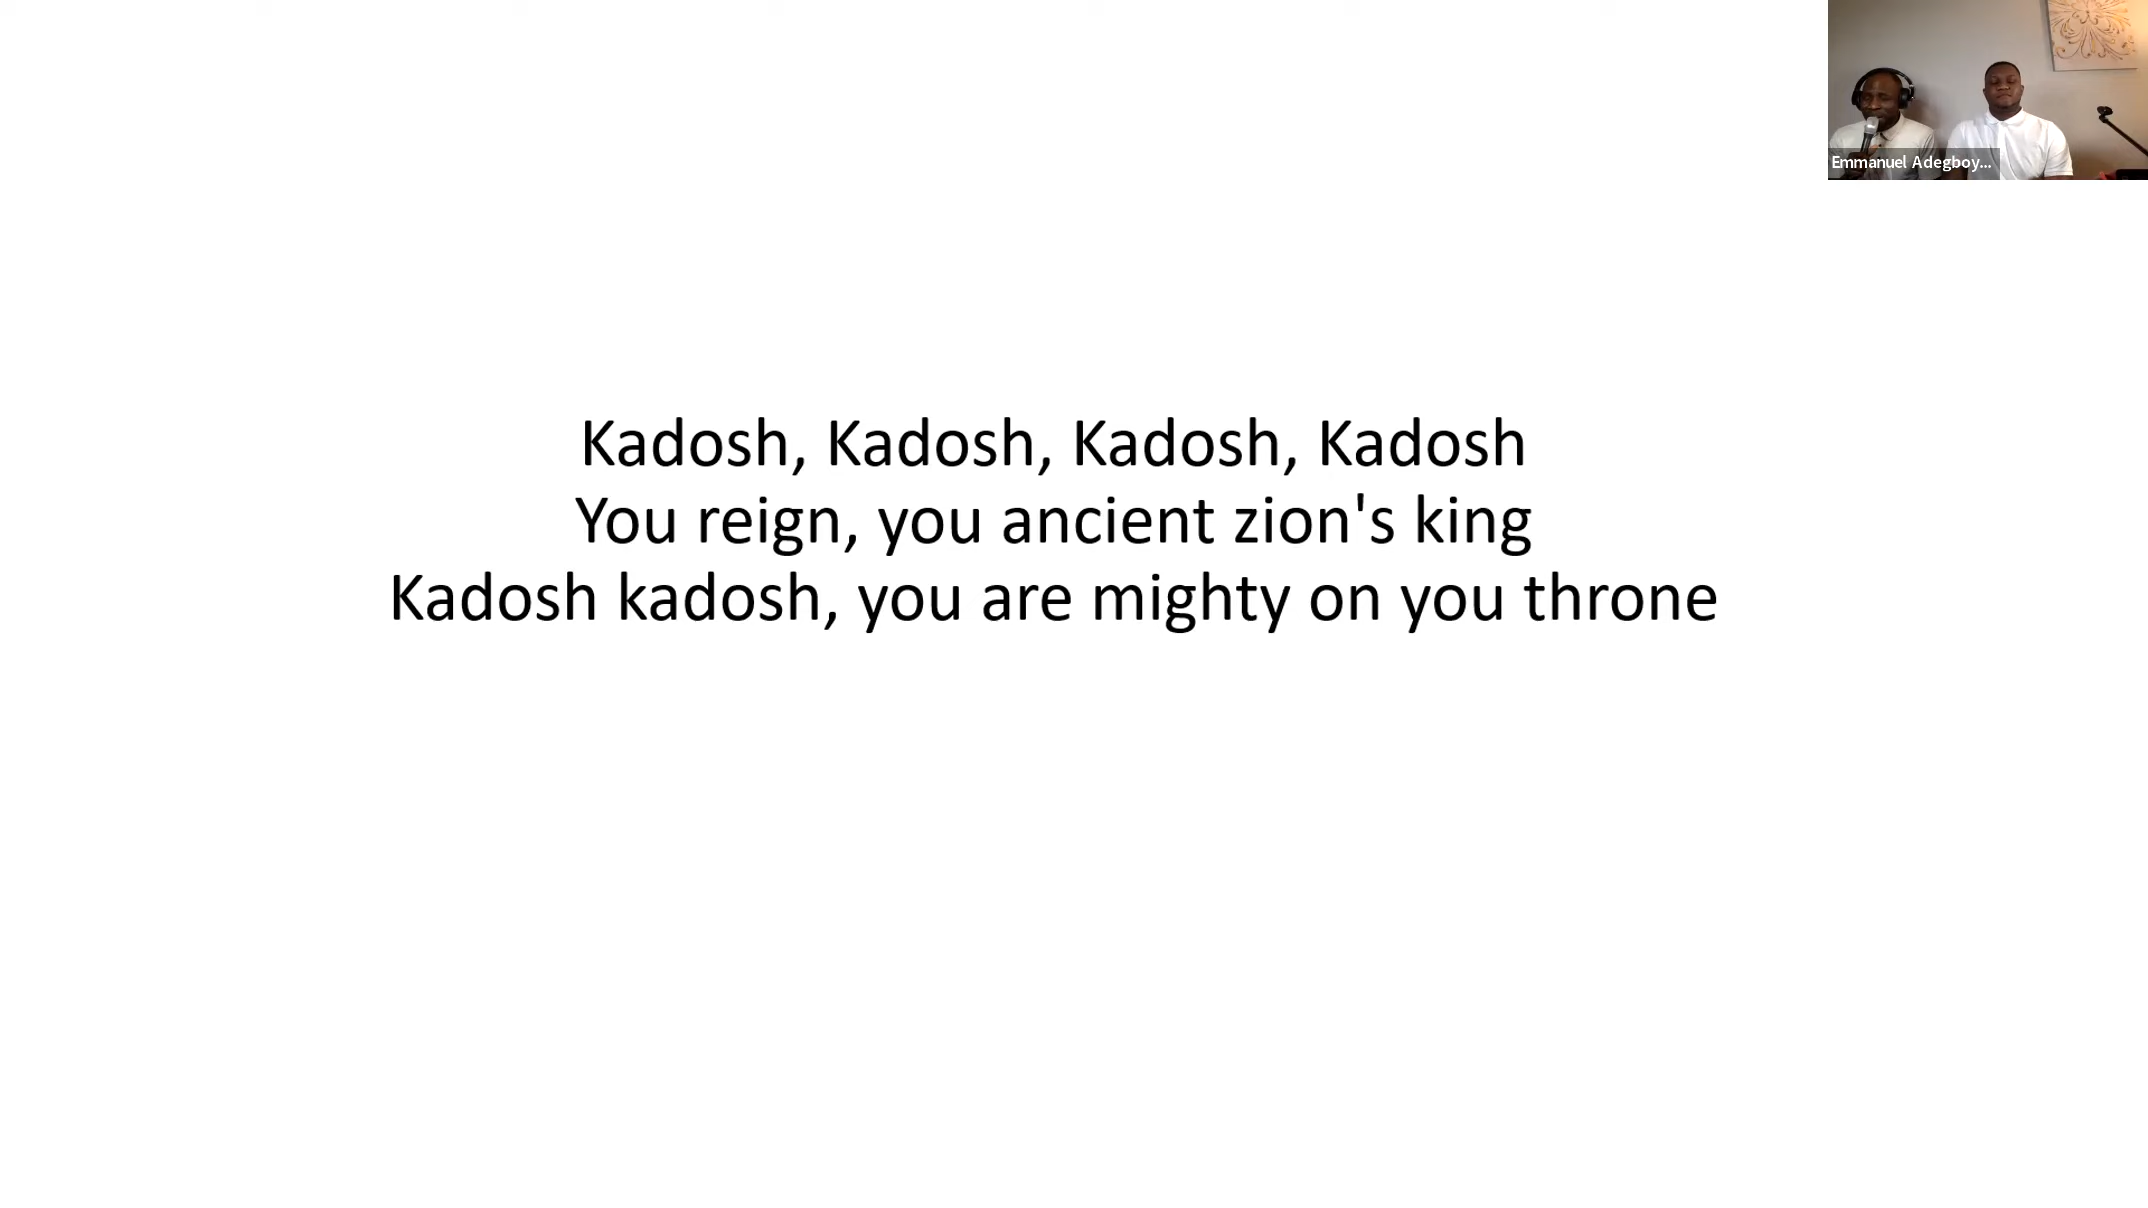 Emmanuel Adegboy...
Kadosh, Kadosh, Kadosh, Kadosh
You reign, you ancient zion's king
Kadosh kadosh, you are mighty on you throne